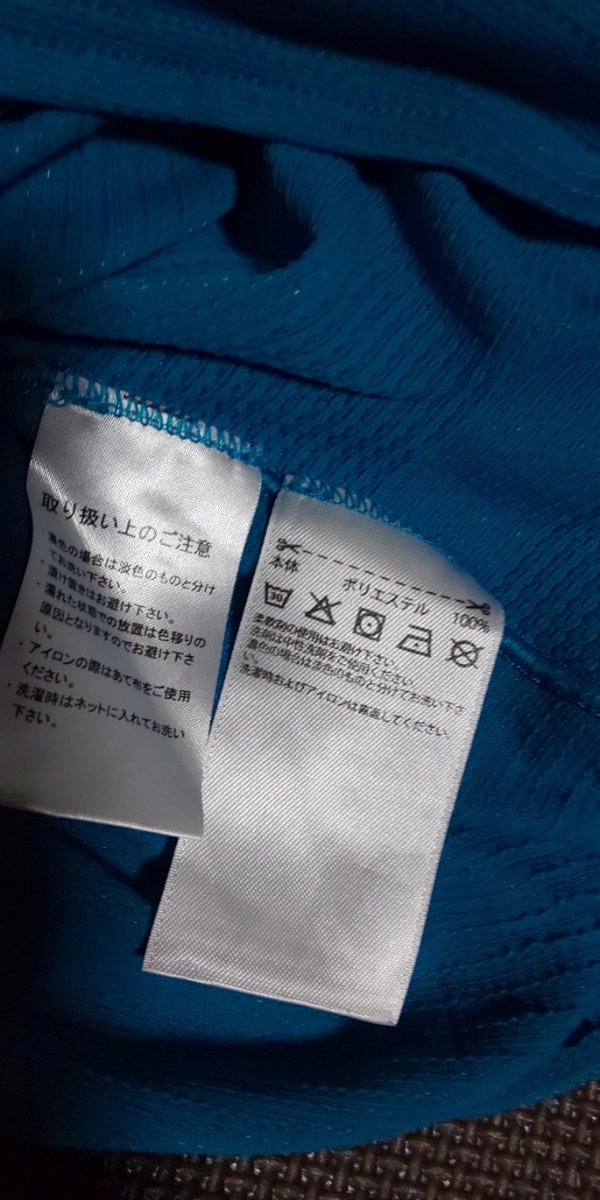 取り扱い上のご注意
・濃色の場合は淡色のものと分け
てお洗い下さい。
・漬け置きはお避け下さい。
・濡れた状態での放置は色移りの
原因となりますのでお避け下さ
い。
・アイロンの際はあて布をご使用
ください。
・洗濯時はネットに入れてお洗い
下さい。
本体 ポリエステル 100%
30
柔軟剤の使用はお避け下さい。
洗剤は中性洗剤をご使用ください。
濃色の場合は淡色のものと分けてお洗い下さ
い。
洗濯時およびアイロンは裏返してください。